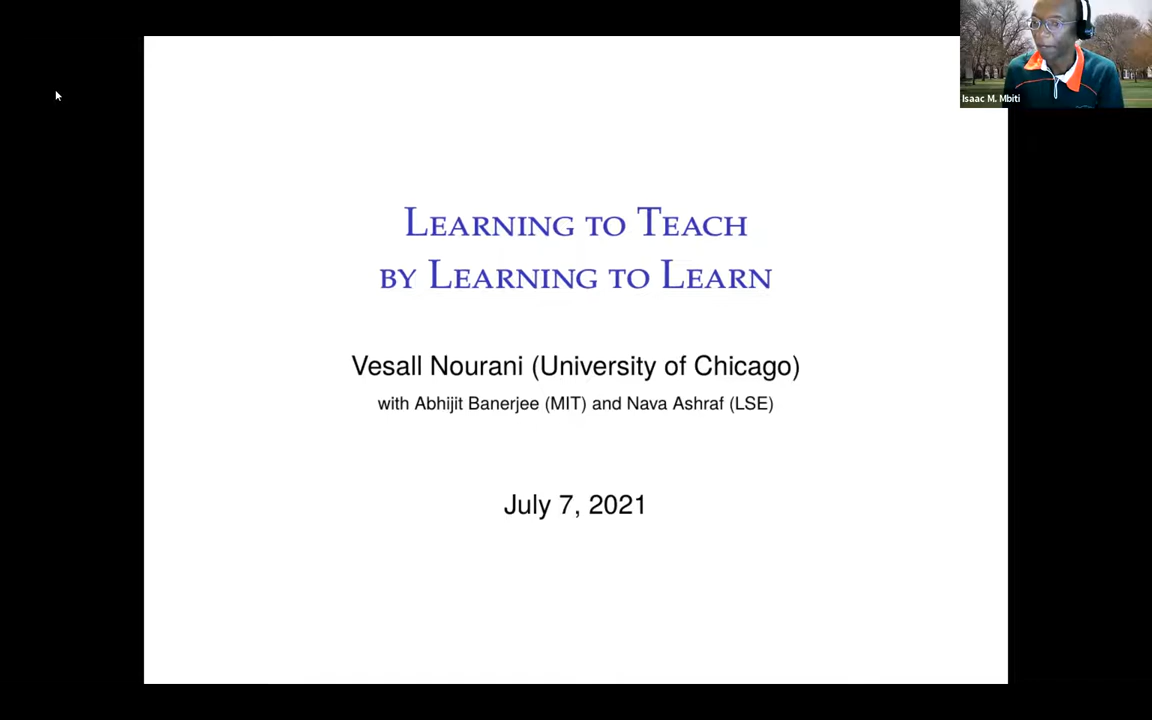 Isaac M. Mbiti
Learning to Teach
by Learning to Learn
Vesall Nourani (University of Chicago)
with Abhijit Banerjee (MIT) and Nava Ashraf (LSE)
July 7, 2021